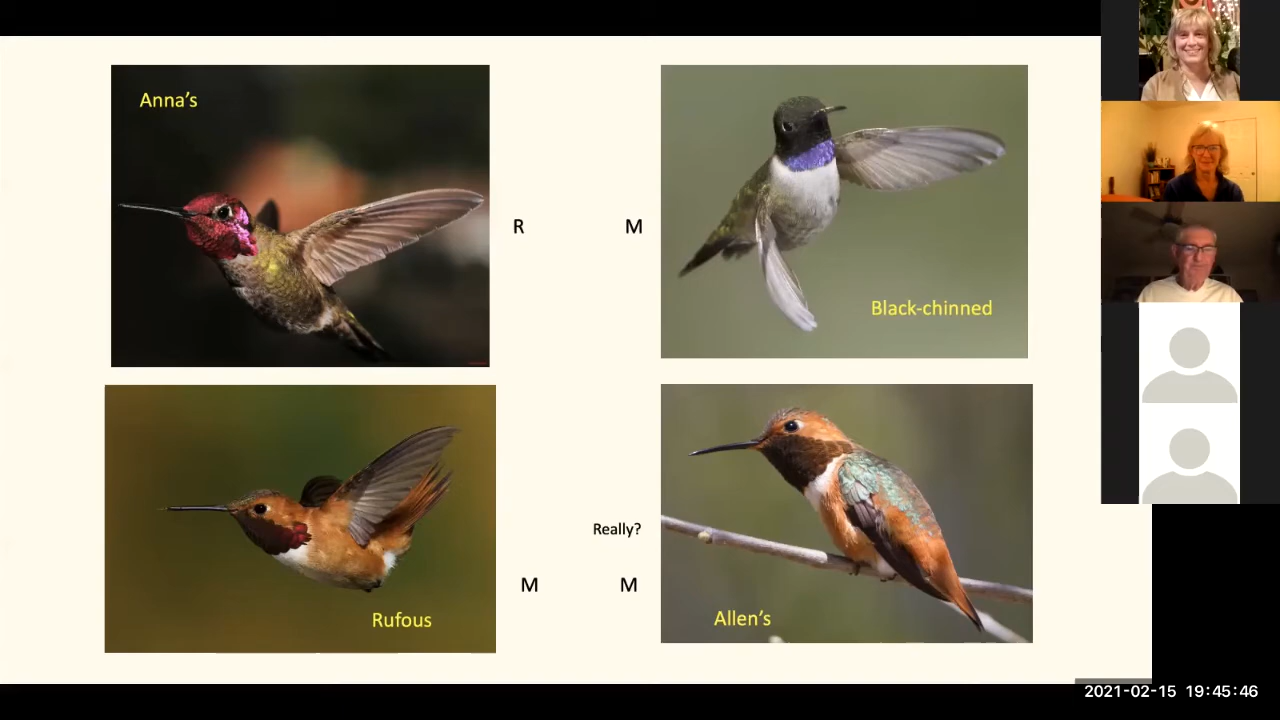 Anna's
R
M
Black-chinned
Really?
M
M
Rufous
Allen's
2021-02-15 19:45:46